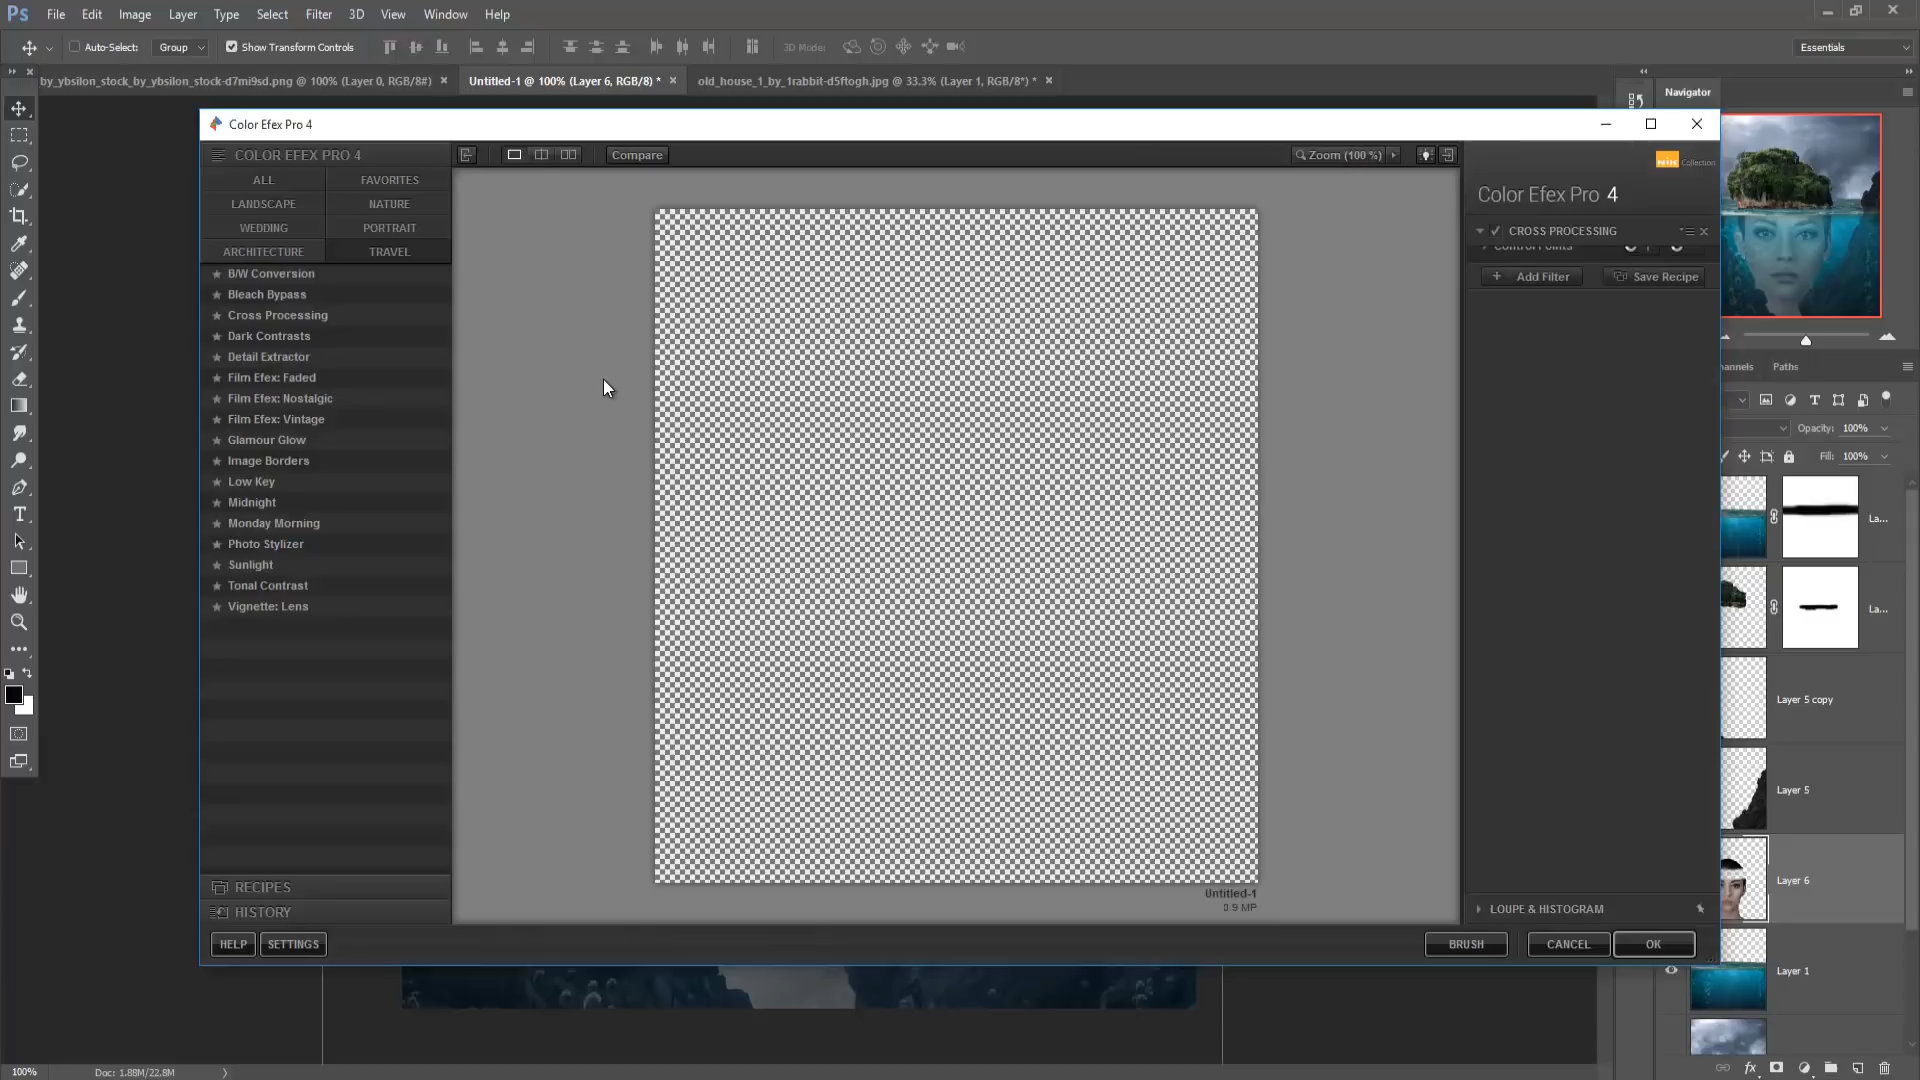 Ps File Edit Image Layer Type Select Filter 3D View Window Help
Auto-Select: Group Show Transform Controls 3D Mode: Essentials
by_ybsilon_stock_by_ybsilon_stock-d7mi9sd.png @ 100% (Layer 0, RGB/8#) Untitled-1 @ 100% (Layer 6, RGB/8) * old_house_1_by_1rabbit-d5ftogh.jpg @ 33.3% (Layer 1, RGB/8*) *
Navigator
Color Efex Pro 4
COLOR EFEX PRO 4
Compare
Zoom (100 %)
Nik Collection
ALL FAVORITES
LANDSCAPE NATURE
WEDDING PORTRAIT
ARCHITECTURE TRAVEL
B/W Conversion
Bleach Bypass
Cross Processing
Dark Contrasts
Detail Extractor
Film Efex: Faded
Film Efex: Nostalgic
Film Efex: Vintage
Glamour Glow
Image Borders
Low Key
Midnight
Monday Morning
Photo Stylizer
Sunlight
Tonal Contrast
Vignette: Lens
RECIPES
HISTORY
HELP SETTINGS
Untitled-1
0.9 MP
Color Efex Pro 4
CROSS PROCESSING
Control Points
Add Filter Save Recipe
LOUPE & HISTOGRAM
BRUSH CANCEL OK
hannels Paths
Opacity: 100%
Fill: 100%
La...
La...
Layer 5 copy
Layer 5
Layer 6
Layer 1
100% Doc: 1.88M/22.8M
fx